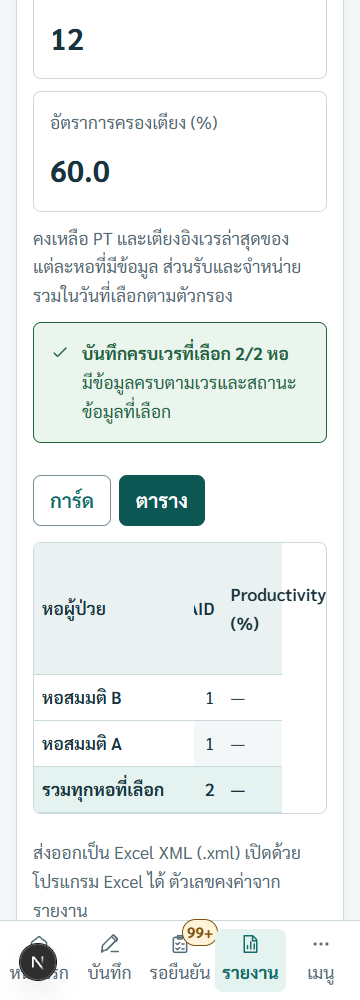 12
อัตราการครองเตียง (%)
60.0
คงเหลือ PT และเตียงอิงเวรล่าสุดของ
แต่ละหอที่มีข้อมูล ส่วนรับและจำหน่าย
รวมในวันที่เลือกตามตัวกรอง
บันทึกครบเวรที่เลือก 2/2 หอ
มีข้อมูลครบตามเวรและสถานะ
ข้อมูลที่เลือก
การ์ด ตาราง
หอผู้ป่วย AID Productivity
(%)
หอสมมติ B 1 —
หอสมมติ A 1 —
รวมทุกหอที่เลือก 2 —
ส่งออกเป็น Excel XML (.xml) เปิดด้วย
โปรแกรม Excel ได้ ตัวเลขคงค่าจาก
รายงาน
99+
N
บันทึก รอยืนยัน รายงาน เมนู